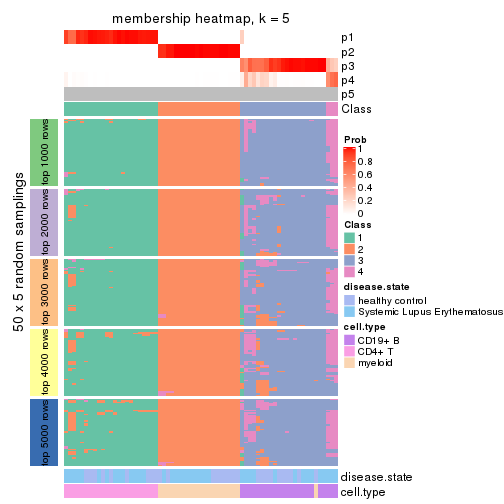 membership heatmap, k = 5
p1
p2
p3
p4
p5
Class
50 x 5 random samplings
top 1000 rows
top 2000 rows
top 3000 rows
top 4000 rows
top 5000 rows
Prob
1
0.8
0.6
0.4
0.2
0
Class
1
2
3
4
disease.state
healthy control
Systemic Lupus Erythematosus
cell.type
CD19+ B
CD4+ T
myeloid
disease.state
cell.type